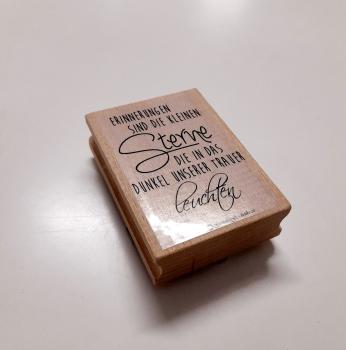 ERINNERUNGEN
SIND DIE KLEINEN
Sterne
DIE IN DAS
DUNKEL UNSERER TRAUER
leuchten